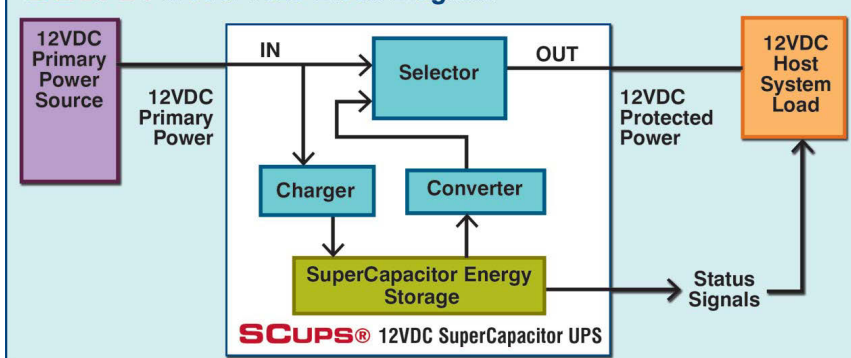 12VDC
Primary
Power
Source
12VDC
Primary
Power
IN
Selector
OUT
12VDC
Protected
Power
12VDC
Host
System
Load
Charger
Converter
SuperCapacitor Energy
Storage
Status
Signals
SCUPS® 12VDC SuperCapacitor UPS